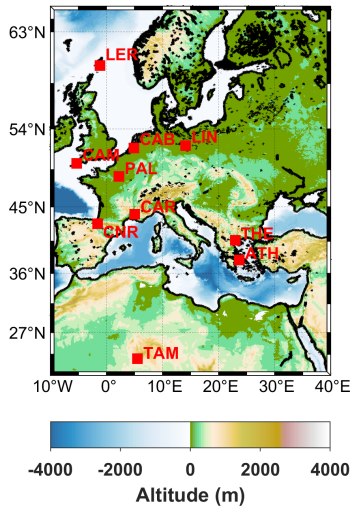 63°N
LER
54°N
CAB
LIN
CAM
PAL
45°N
CAR
CNR
THE
ATH
36°N
27°N
TAM
10°W 0° 10°E 20°E 30°E 40°E
-4000 -2000 0 2000 4000
Altitude (m)